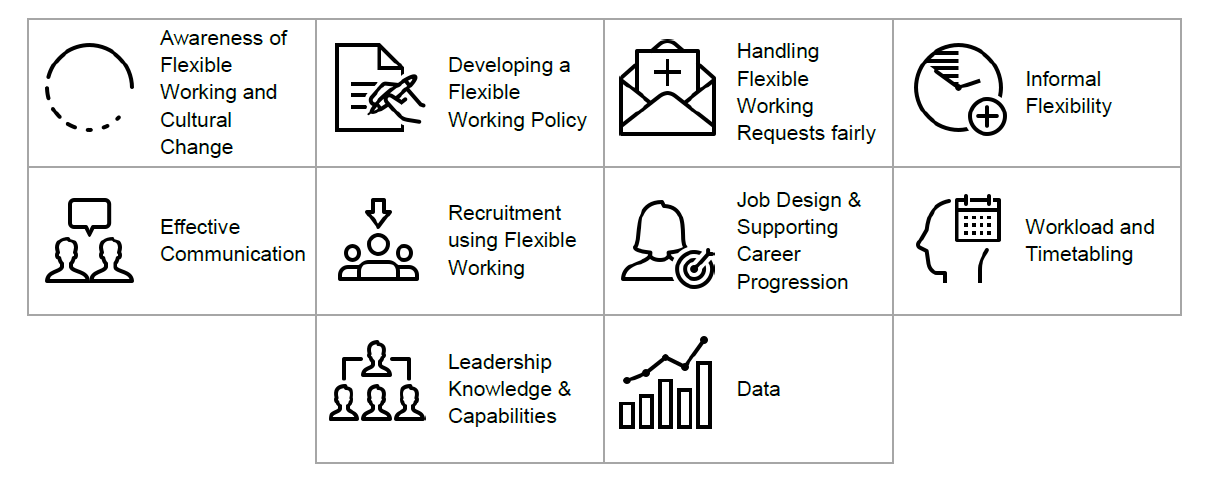 Awareness of
Flexible
Working and
Cultural
Change
Developing a
Flexible
Working Policy
Handling
Flexible
Working
Requests fairly
Informal
Flexibility
Effective
Communication
Recruitment
using Flexible
Working
Job Design &
Supporting
Career
Progression
Workload and
Timetabling
Leadership
Knowledge &
Capabilities
Data